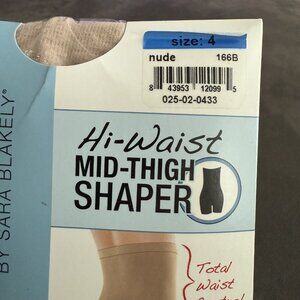 size: 4
nude 166B
8 43953 12099 5
025-02-0433
BY SARA BLAKELY®
Hi-Waist
MID-THIGH
SHAPER
Total
Waist
Control